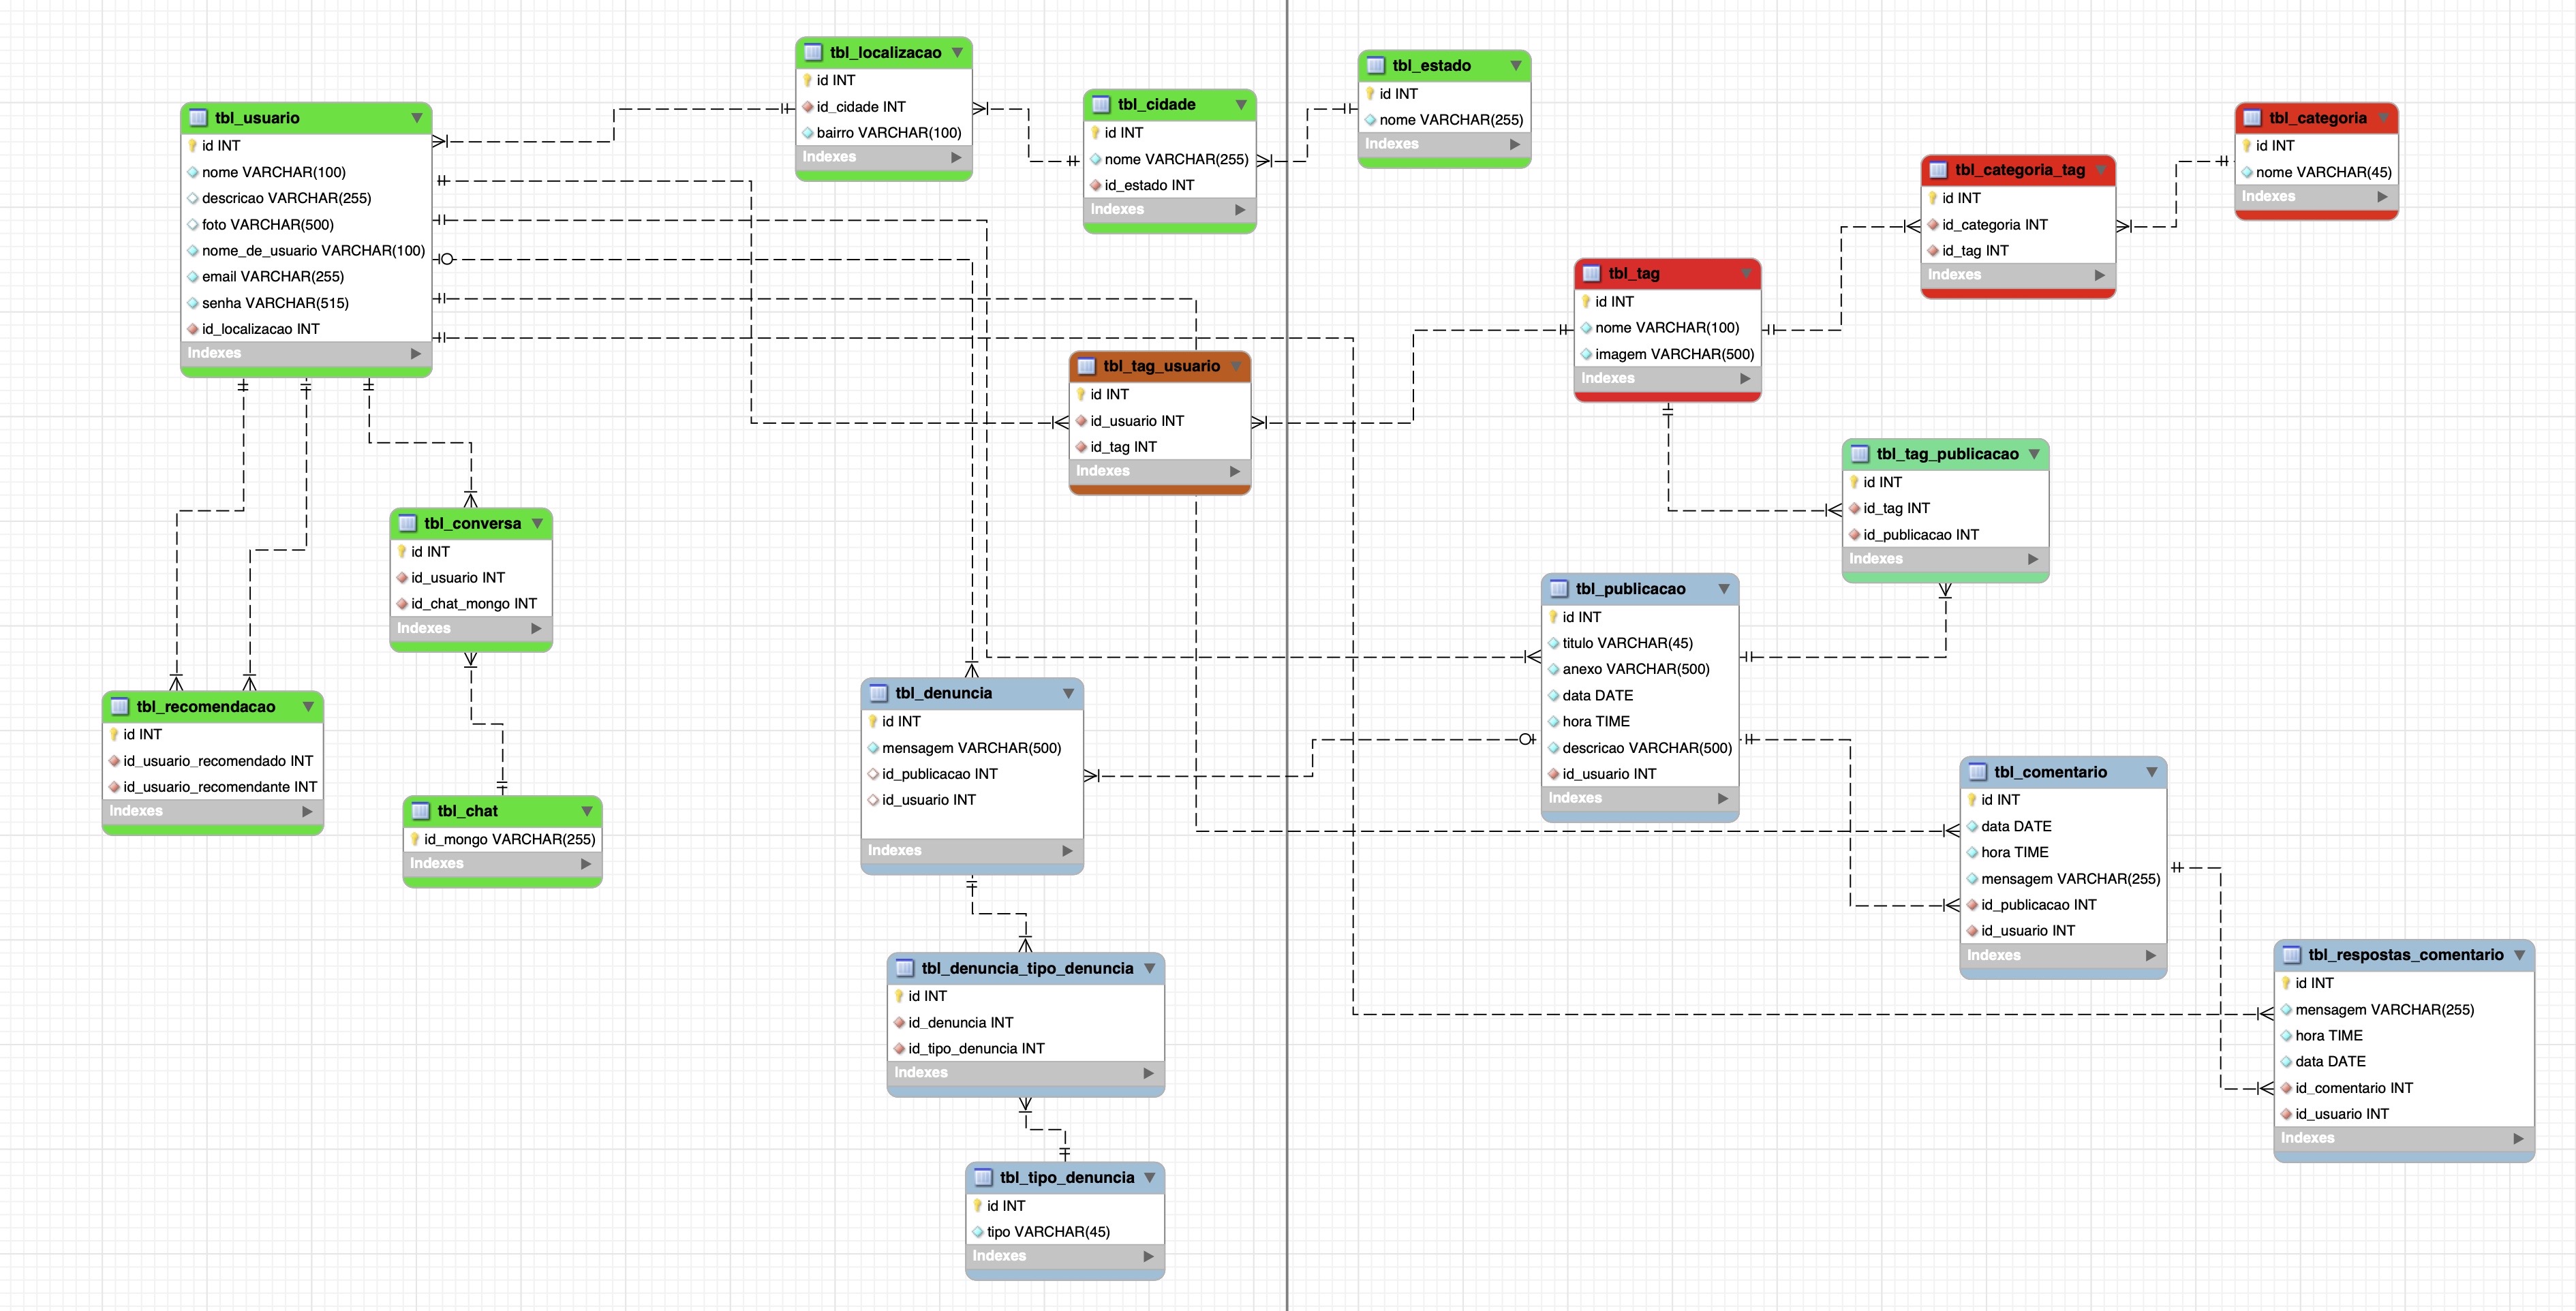 tbl_usuario
id INT
nome VARCHAR(100)
descricao VARCHAR(255)
foto VARCHAR(500)
nome_de_usuario VARCHAR(100)
email VARCHAR(255)
senha VARCHAR(515)
id_localizacao INT
Indexes
tbl_localizacao
id INT
id_cidade INT
bairro VARCHAR(100)
Indexes
tbl_cidade
id INT
nome VARCHAR(255)
id_estado INT
Indexes
tbl_estado
id INT
nome VARCHAR(255)
Indexes
tbl_categoria
id INT
nome VARCHAR(45)
Indexes
tbl_categoria_tag
id INT
id_categoria INT
id_tag INT
Indexes
tbl_tag
id INT
nome VARCHAR(100)
imagem VARCHAR(500)
Indexes
tbl_tag_usuario
id INT
id_usuario INT
id_tag INT
Indexes
tbl_tag_publicacao
id INT
id_tag INT
id_publicacao INT
Indexes
tbl_conversa
id INT
id_usuario INT
id_chat_mongo INT
Indexes
tbl_publicacao
id INT
titulo VARCHAR(45)
anexo VARCHAR(500)
data DATE
hora TIME
descricao VARCHAR(500)
id_usuario INT
Indexes
tbl_recomendacao
id INT
id_usuario_recomendado INT
id_usuario_recomendante INT
Indexes
tbl_chat
id_mongo VARCHAR(255)
Indexes
tbl_denuncia
id INT
mensagem VARCHAR(500)
id_publicacao INT
id_usuario INT
Indexes
tbl_comentario
id INT
data DATE
hora TIME
mensagem VARCHAR(255)
id_publicacao INT
id_usuario INT
Indexes
tbl_denuncia_tipo_denuncia
id INT
id_denuncia INT
id_tipo_denuncia INT
Indexes
tbl_respostas_comentario
id INT
mensagem VARCHAR(255)
hora TIME
data DATE
id_comentario INT
id_usuario INT
Indexes
tbl_tipo_denuncia
id INT
tipo VARCHAR(45)
Indexes